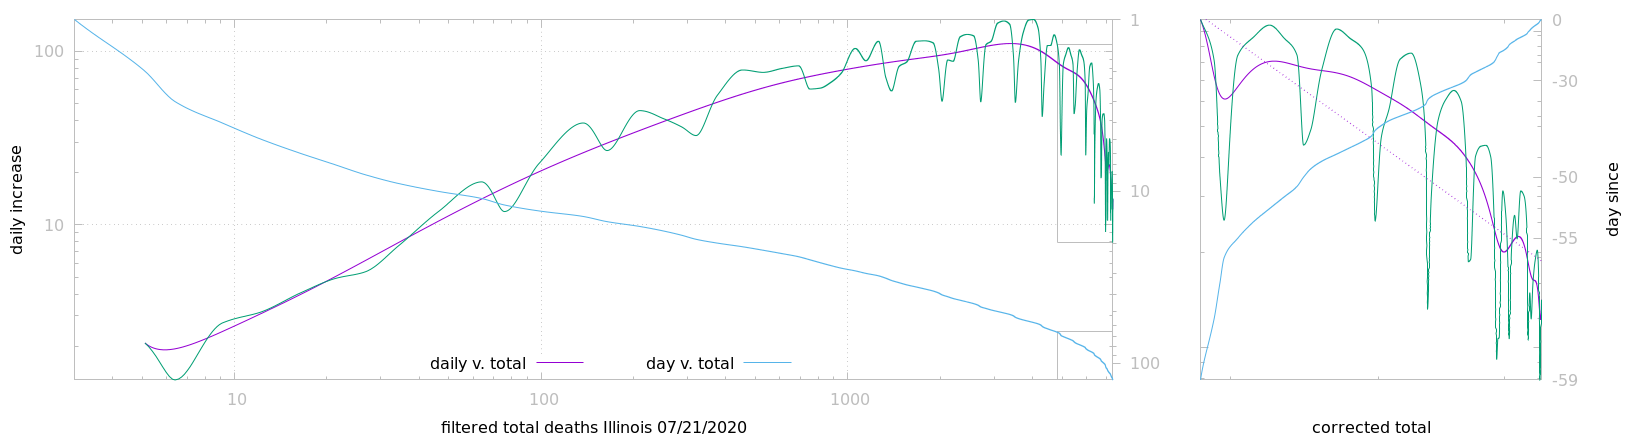 daily increase
100
10
daily v. total
day v. total
1
10
100
10
100
1000
filtered total deaths Illinois 07/21/2020
0
-30
-50
-55
-59
day since
corrected total